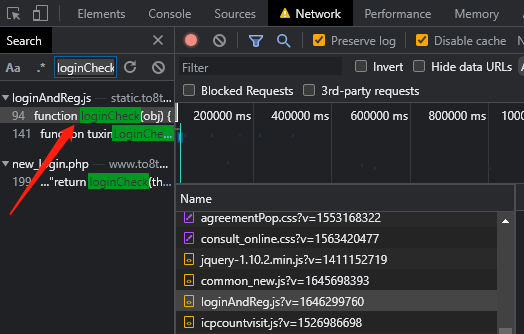 Elements Console Sources Network Performance
Search
Preserve log Disable cache
Aa .* loginCheck
Filter Invert Hide data URLs
Blocked Requests 3rd-party requests
loginAndReg.js static.to8t...
94 function loginCheck(obj) {
141 function tuxin LoginChe...
new_login.php www.to8t...
199 ..."return loginCheck(th...
200000 ms 400000 ms 600000 ms 800000 ms 1000
Name
agreementPop.css?v=1553168322
consult_online.css?v=1563420477
jquery-1.10.2.min.js?v=1411152719
common_new.js?v=1645698393
loginAndReg.js?v=1646299760
icpcountvisit.js?v=1526986698